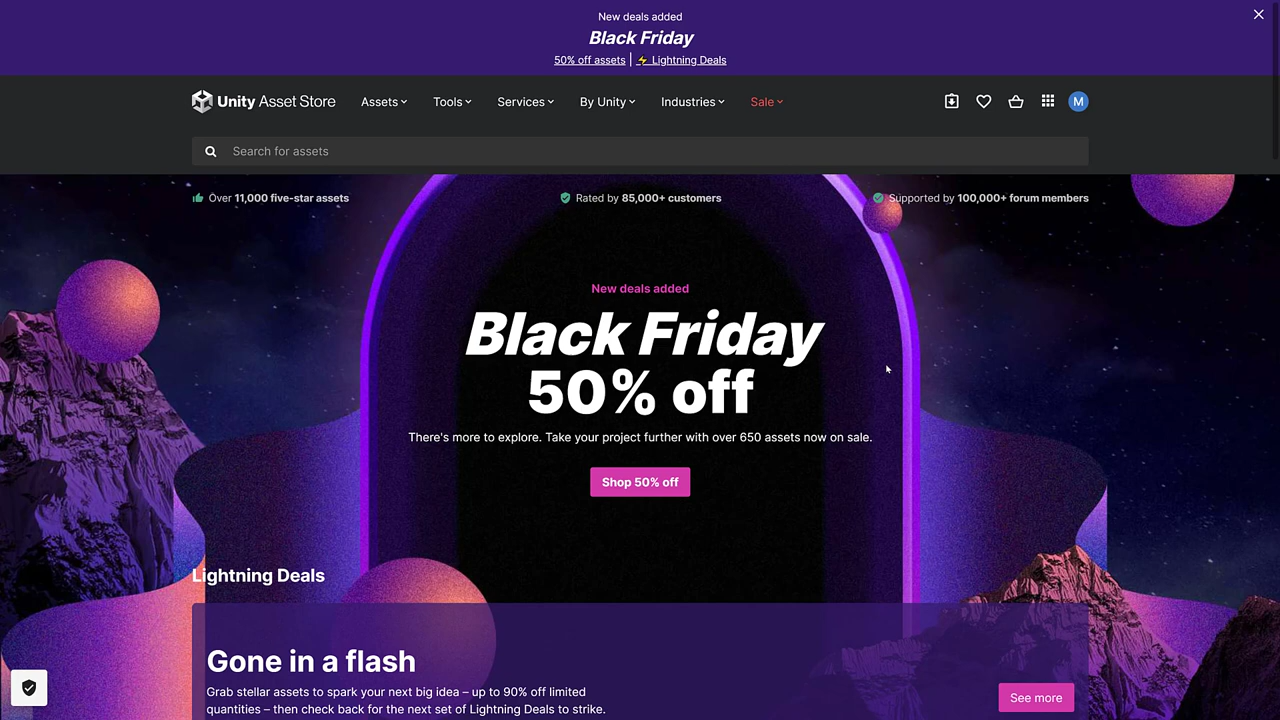 New deals added
Black Friday
50% off assets | ⚡ Lightning Deals
Unity Asset Store
Assets
Tools
Services
By Unity
Industries
Sale
M
Search for assets
Over 11,000 five-star assets
Rated by 85,000+ customers
Supported by 100,000+ forum members
New deals added
Black Friday
50% off
There's more to explore. Take your project further with over 650 assets now on sale.
Shop 50% off
Lightning Deals
Gone in a flash
Grab stellar assets to spark your next big idea – up to 90% off limited
quantities – then check back for the next set of Lightning Deals to strike.
See more